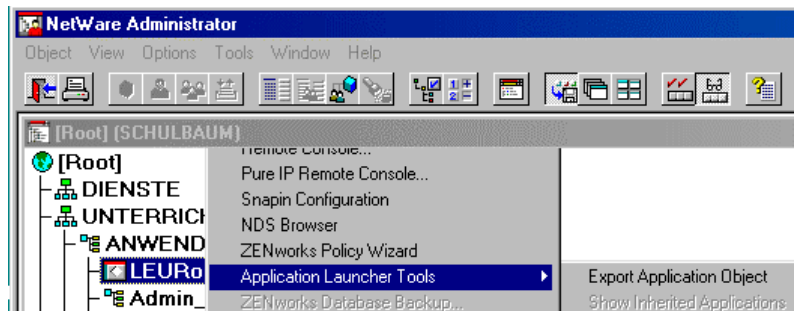 NetWare Administrator
Object View Options Tools Window Help
[Root] (SCHULBAUM)
[Root]
DIENSTE
UNTERRICH
ANWEND
LEURo
Admin_
Remote Console...
Pure IP Remote Console...
Snapin Configuration
NDS Browser
ZENworks Policy Wizard
Application Launcher Tools
ZENworks Database Backup...
Export Application Object
Show Inherited Applications